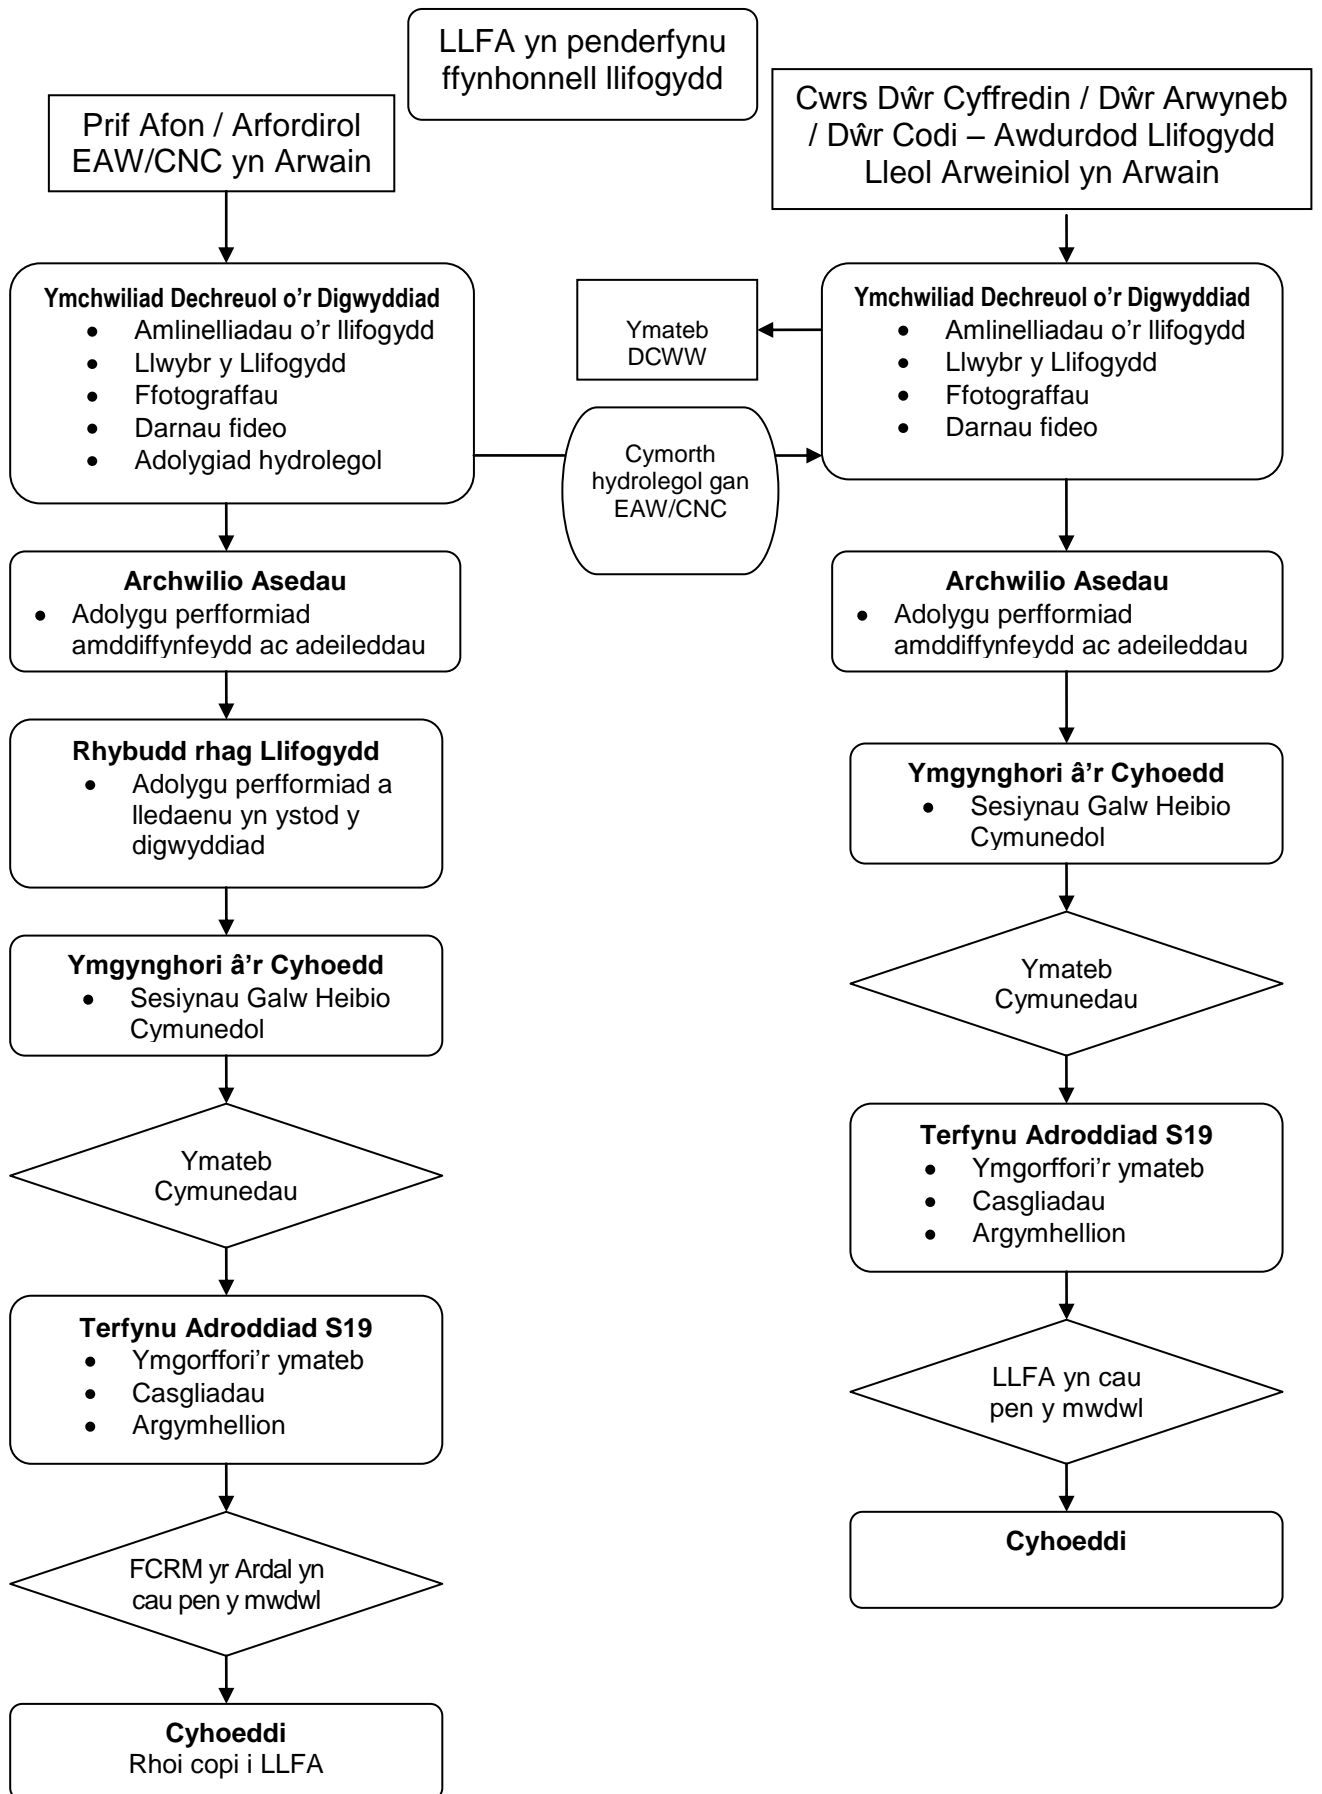 LLFA yn penderfynu
ffynhonnell llifogydd
Prif Afon / Arfordirol
EAW/CNC yn Arwain
Cwrs Dŵr Cyffredin / Dŵr Arwyneb
/ Dŵr Codi – Awdurdod Llifogydd
Lleol Arweiniol yn Arwain
Ymchwiliad Dechreuol o’r Digwyddiad
• Amlinelliadau o’r llifogydd
• Llwybr y Llifogydd
• Ffotograffau
• Darnau fideo
• Adolygiad hydrolegol
Ymateb
DCWW
Cymorth
hydrolegol gan
EAW/CNC
Ymchwiliad Dechreuol o’r Digwyddiad
• Amlinelliadau o’r llifogydd
• Llwybr y Llifogydd
• Ffotograffau
• Darnau fideo
Archwilio Asedau
• Adolygu perfformiad
amddiffynfeydd ac adeileddau
Archwilio Asedau
• Adolygu perfformiad
amddiffynfeydd ac adeileddau
Rhybudd rhag Llifogydd
• Adolygu perfformiad a
lledaenu yn ystod y
digwyddiad
Ymgynghori â’r Cyhoedd
• Sesiynau Galw Heibio
Cymunedol
Ymgynghori â’r Cyhoedd
• Sesiynau Galw Heibio
Cymunedol
Ymateb
Cymunedau
Ymateb
Cymunedau
Terfynu Adroddiad S19
• Ymgorffori’r ymateb
• Casgliadau
• Argymhellion
Terfynu Adroddiad S19
• Ymgorffori’r ymateb
• Casgliadau
• Argymhellion
LLFA yn cau
pen y mwdwl
FCRM yr Ardal yn
cau pen y mwdwl
Cyhoeddi
Cyhoeddi
Rhoi copi i LLFA